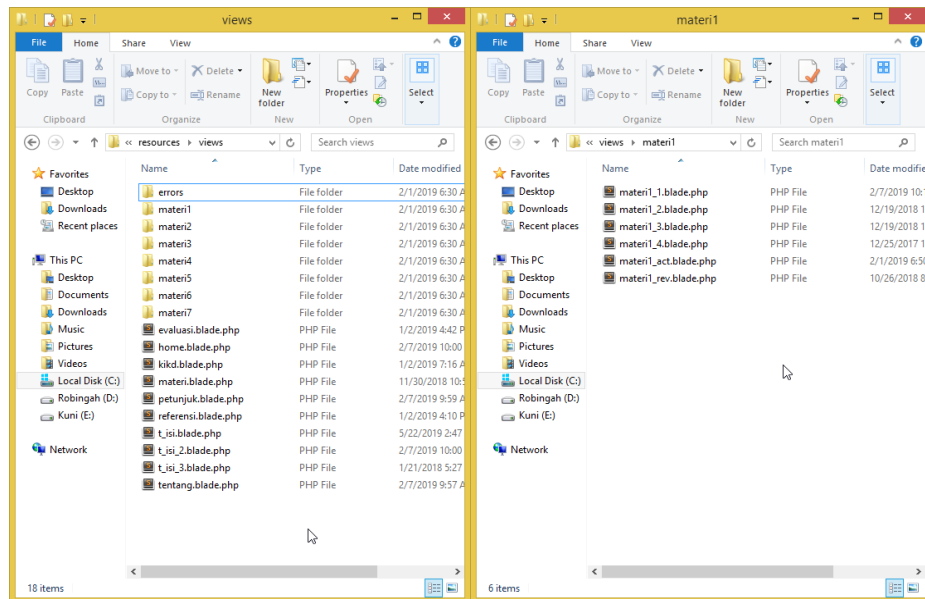 views
File Home Share View
Copy Paste Move to Copy to Delete Rename New folder Properties Select
Clipboard Organize New Open
« resources views Search views
Name Type Date modified
Favorites
Desktop
Downloads
Recent places
This PC
Desktop
Documents
Downloads
Music
Pictures
Videos
Local Disk (C:)
Robingah (D:)
Kuni (E:)
Network
errors File folder 2/1/2019 6:30 A
materi1 File folder 2/1/2019 6:30 A
materi2 File folder 2/1/2019 6:30 A
materi3 File folder 2/1/2019 6:30 A
materi4 File folder 2/1/2019 6:30 A
materi5 File folder 2/1/2019 6:30 A
materi6 File folder 2/1/2019 6:30 A
materi7 File folder 2/1/2019 6:30 A
evaluasi.blade.php PHP File 1/2/2019 4:42 P
home.blade.php PHP File 2/7/2019 10:00
kikd.blade.php PHP File 1/2/2019 7:16 A
materi.blade.php PHP File 11/30/2018 10:5
petunjuk.blade.php PHP File 2/7/2019 9:59 A
referensi.blade.php PHP File 1/2/2019 4:10 P
t_isi.blade.php PHP File 5/22/2019 2:47
t_isi_2.blade.php PHP File 2/7/2019 10:00
t_isi_3.blade.php PHP File 1/21/2018 5:27
tentang.blade.php PHP File 2/7/2019 9:57 A
18 items
materi1
File Home Share View
Copy Paste Move to Copy to Delete Rename New folder Properties Select
Clipboard Organize New Open
« views materi1 Search materi1
Name Type Date modifie
Favorites
Desktop
Downloads
Recent places
This PC
Desktop
Documents
Downloads
Music
Pictures
Videos
Local Disk (C:)
Robingah (D:)
Kuni (E:)
Network
materi1_1.blade.php PHP File 2/7/2019 10:
materi1_2.blade.php PHP File 12/19/2018 1
materi1_3.blade.php PHP File 12/19/2018 1
materi1_4.blade.php PHP File 12/25/2017 1
materi1_act.blade.php PHP File 2/1/2019 6:50
materi1_rev.blade.php PHP File 10/26/2018 8
6 items